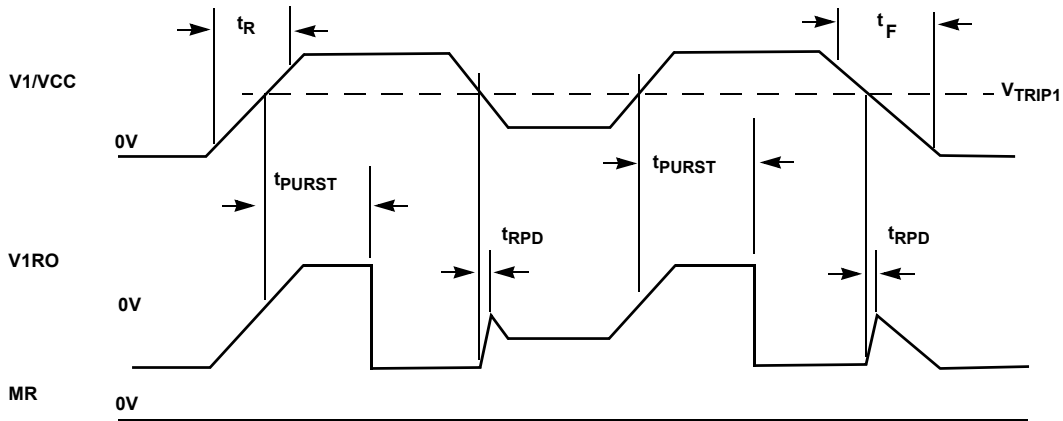 tR
tF
V1/VCC
VTRIP1
0V
tPURST
tPURST
tRPD
tRPD
V1RO
0V
MR
0V